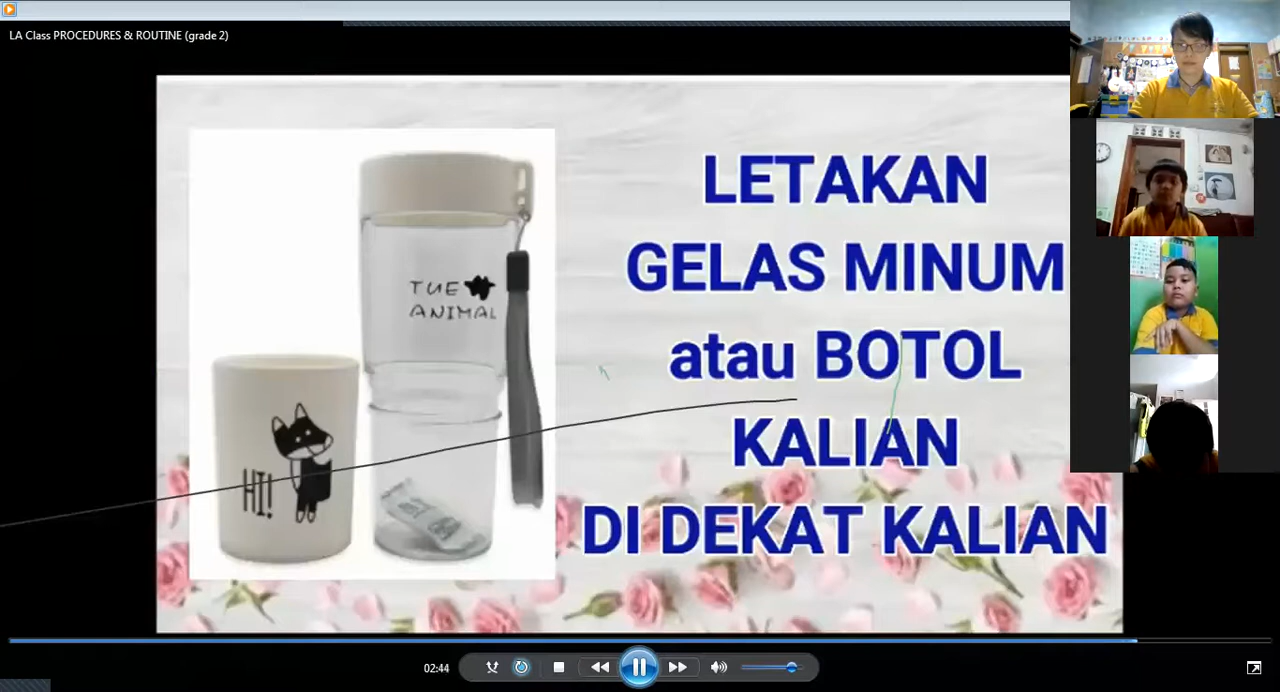 LA Class PROCEDURES & ROUTINE (grade 2)
TUE
ANIMAL
HI!
LETAKAN
GELAS MINUM
atau BOTOL
KALIAN
DI DEKAT KALIAN
02:44